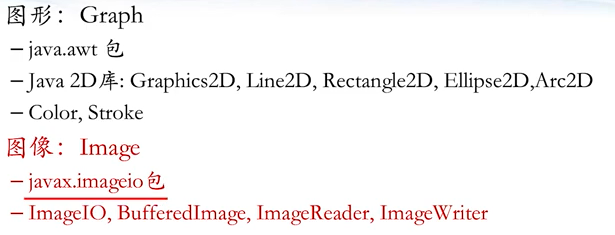 图形：Graph
– java.awt 包
– Java 2D库: Graphics2D, Line2D, Rectangle2D, Ellipse2D,Arc2D
– Color, Stroke
图像：Image
– javax.imageio包
– ImageIO, BufferedImage, ImageReader, ImageWriter